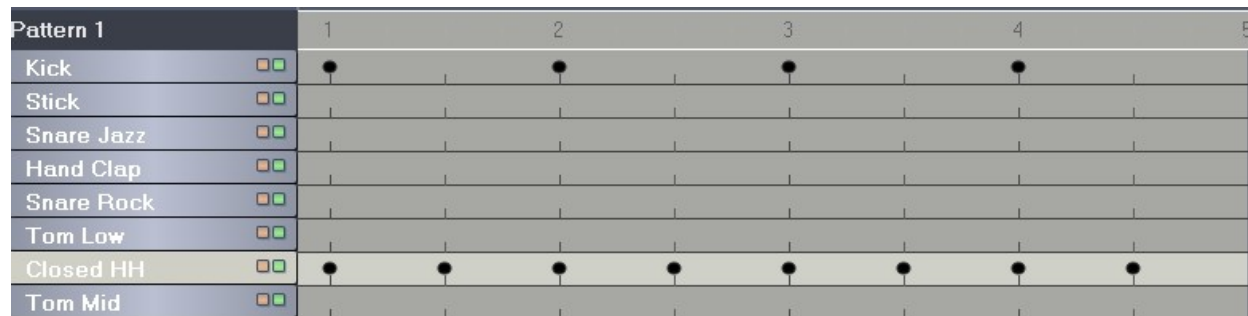 Pattern 1 1 2 3 4 5
Kick
Stick
Snare Jazz
Hand Clap
Snare Rock
Tom Low
Closed HH
Tom Mid